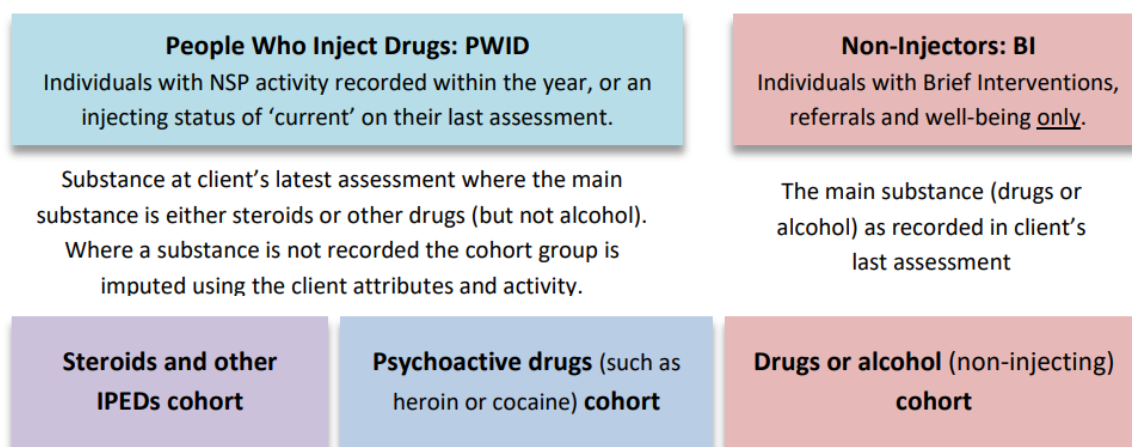 People Who Inject Drugs: PWID
Individuals with NSP activity recorded within the year, or an
injecting status of ‘current’ on their last assessment.
Substance at client’s latest assessment where the main
substance is either steroids or other drugs (but not alcohol).
Where a substance is not recorded the cohort group is
imputed using the client attributes and activity.
Non-Injectors: BI
Individuals with Brief Interventions,
referrals and well-being only.
The main substance (drugs or
alcohol) as recorded in client’s
last assessment
Steroids and other
IPEDs cohort
Psychoactive drugs (such as
heroin or cocaine) cohort
Drugs or alcohol (non-injecting)
cohort